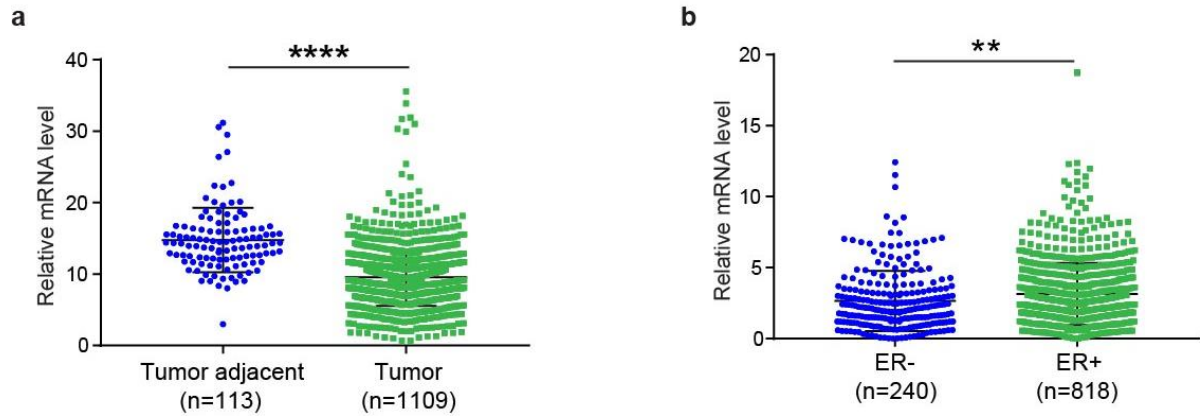 a
****
Relative mRNA level
40
30
20
10
0
Tumor adjacent
(n=113)
Tumor
(n=1109)
b
**
Relative mRNA level
20
15
10
5
0
ER-
(n=240)
ER+
(n=818)